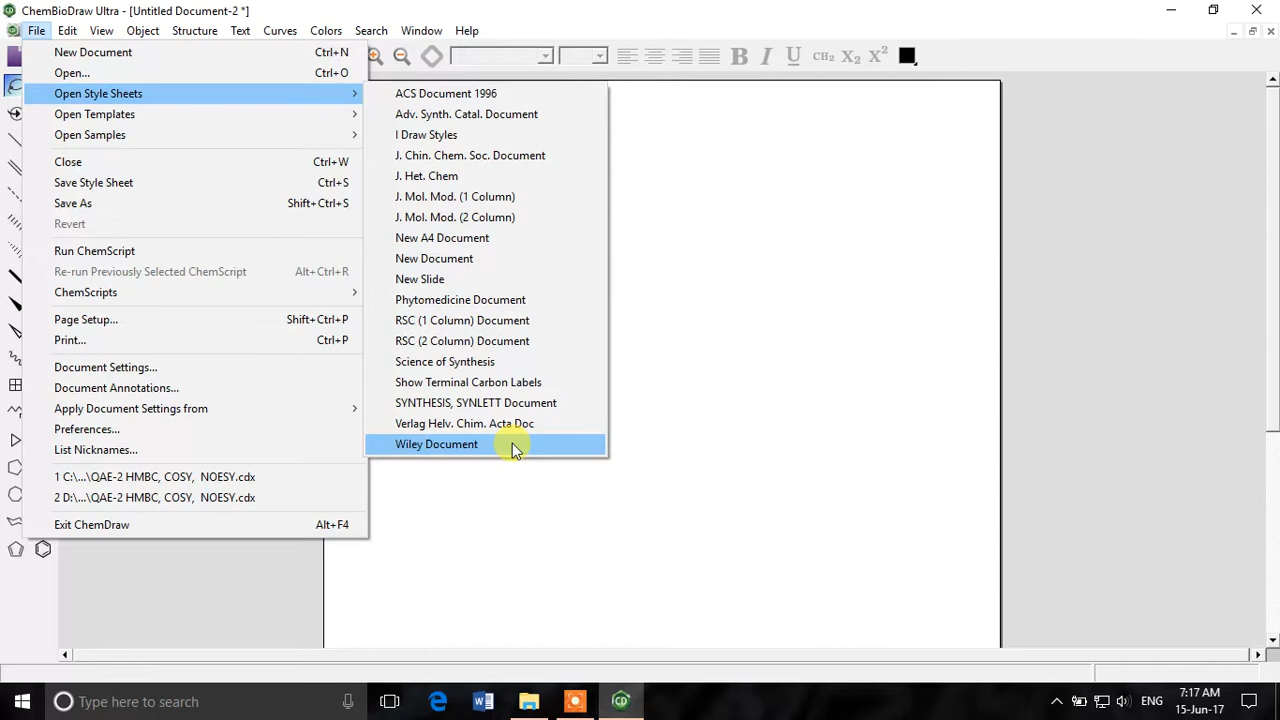 ChemBioDraw Ultra - [Untitled Document-2 *]
File Edit View Object Structure Text Curves Colors Search Window Help
New Document Ctrl+N
Open... Ctrl+O
Open Style Sheets
Open Templates
Open Samples
Close Ctrl+W
Save Style Sheet Ctrl+S
Save As Shift+Ctrl+S
Revert
Run ChemScript
Re-run Previously Selected ChemScript Alt+Ctrl+R
ChemScripts
Page Setup... Shift+Ctrl+P
Print... Ctrl+P
Document Settings...
Document Annotations...
Apply Document Settings from
Preferences...
List Nicknames...
1 C:\...\QAE-2 HMBC, COSY, NOESY.cdx
2 D:\...\QAE-2 HMBC, COSY, NOESY.cdx
Exit ChemDraw Alt+F4
ACS Document 1996
Adv. Synth. Catal. Document
I Draw Styles
J. Chin. Chem. Soc. Document
J. Het. Chem
J. Mol. Mod. (1 Column)
J. Mol. Mod. (2 Column)
New A4 Document
New Document
New Slide
Phytomedicine Document
RSC (1 Column) Document
RSC (2 Column) Document
Science of Synthesis
Show Terminal Carbon Labels
SYNTHESIS, SYNLETT Document
Verlag Helv. Chim. Acta Doc
Wiley Document
B I U CH2 X2 X2
Type here to search
CD
ENG
7:17 AM
15-Jun-17